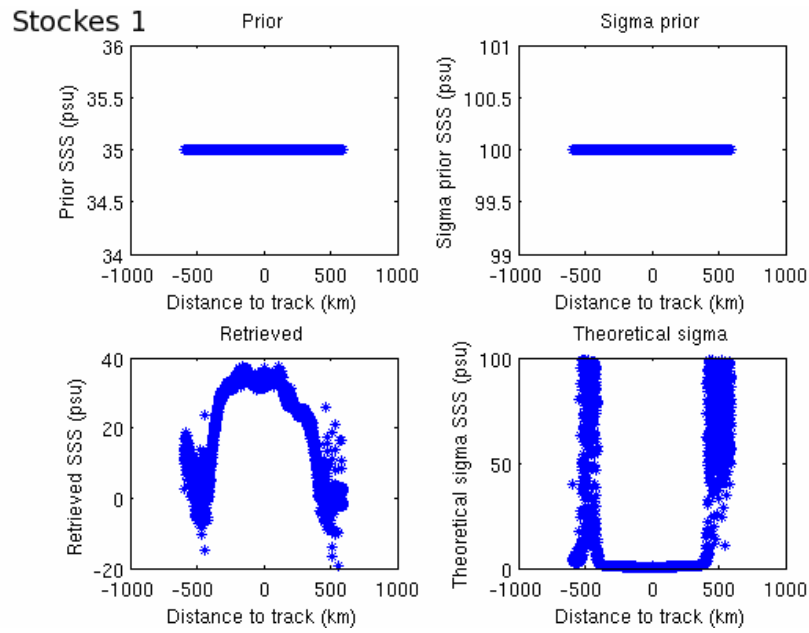 Stockes 1
Prior
36
35.5
35
34.5
34
Prior SSS (psu)
-1000 -500 0 500 1000
Distance to track (km)
Sigma prior
101
100.5
100
99.5
99
Sigma prior SSS (psu)
-1000 -500 0 500 1000
Distance to track (km)
Retrieved
40
20
0
-20
Retrieved SSS (psu)
-1000 -500 0 500 1000
Distance to track (km)
Theoretical sigma
100
50
0
Theoretical sigma SSS (psu)
-1000 -500 0 500 1000
Distance to track (km)